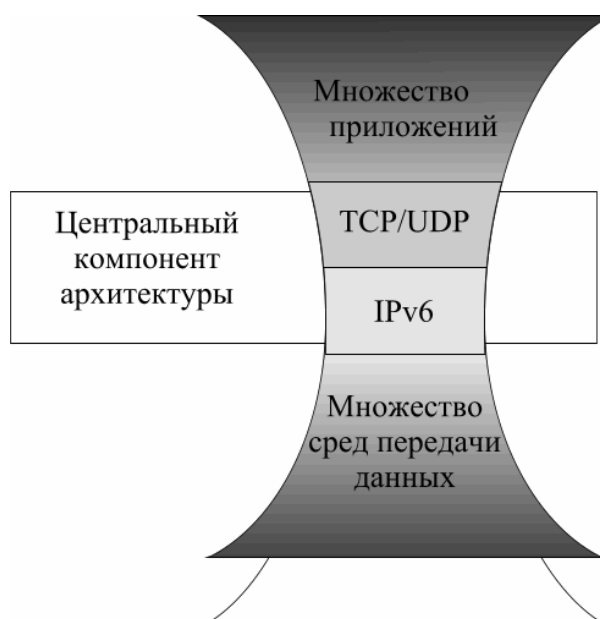 Множество
приложений
Центральный
компонент
архитектуры
TCP/UDP
IPv6
Множество
сред передачи
данных